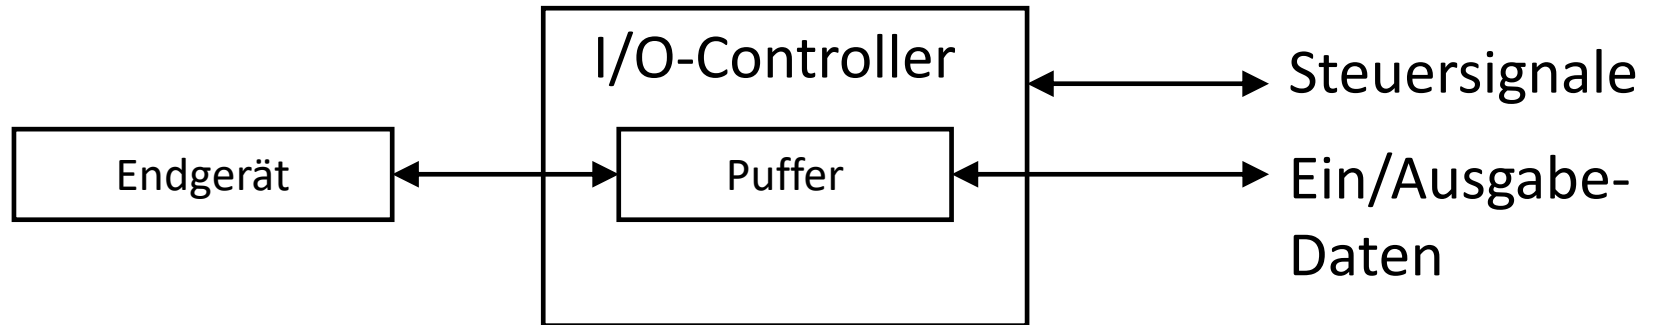 I/O-Controller
Steuersignale
Endgerät
Puffer
Ein/Ausgabe-
Daten